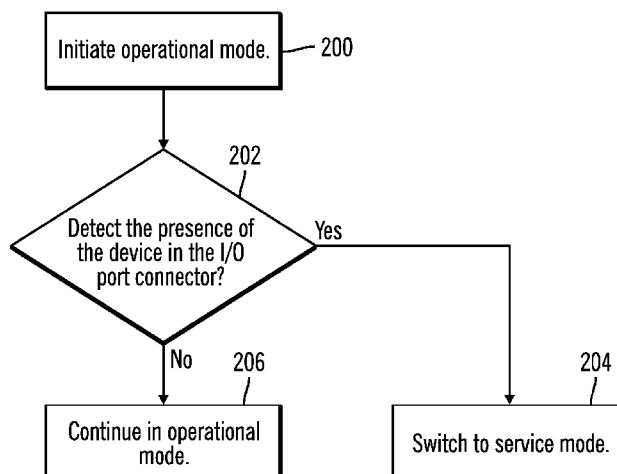 Initiate operational mode.
200
202
Detect the presence of
the device in the I/O
port connector?
Yes
No
206
204
Continue in operational
mode.
Switch to service mode.